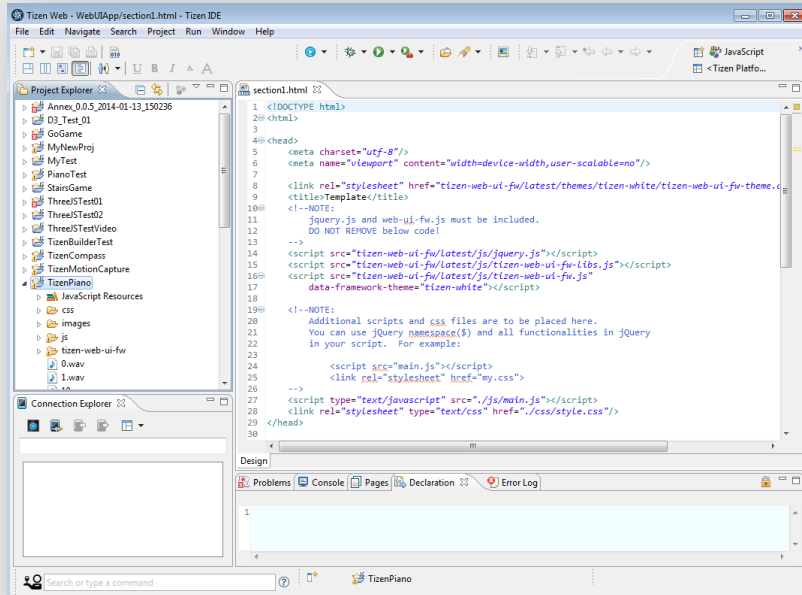 Tizen Web - WebUIApp/section1.html - Tizen IDE
File Edit Navigate Search Project Run Window Help
JavaScript
<Tizen Platfo...
Project Explorer
Annex_0.0.5_2014-01-13_150236
D3_Test_01
GoGame
MyNewProj
MyTest
PianoTest
StairsGame
ThreeJSTest01
ThreeJSTest02
ThreeJSTestVideo
TizenBuilderTest
TizenCompass
TizenMotionCapture
TizenPiano
JavaScript Resources
css
images
js
tizen-web-ui-fw
0.wav
1.wav
section1.html
1 <!DOCTYPE html>
2 <html>
3
4 <head>
5 <meta charset="utf-8"/>
6 <meta name="viewport" content="width=device-width,user-scalable=no"/>
7
8 <link rel="stylesheet" href="tizen-web-ui-fw/latest/themes/tizen-white/tizen-web-ui-fw-theme.c
9 <title>Template</title>
10 <!--NOTE:
11 jquery.js and web-ui-fw.js must be included.
12 DO NOT REMOVE below code!
13 -->
14 <script src="tizen-web-ui-fw/latest/js/jquery.js"></script>
15 <script src="tizen-web-ui-fw/latest/js/tizen-web-ui-fw-libs.js"></script>
16 <script src="tizen-web-ui-fw/latest/js/tizen-web-ui-fw.js"
17 data-framework-theme="tizen-white"></script>
18
19 <!--NOTE:
20 Additional scripts and css files are to be placed here.
21 You can use jQuery namespace($) and all functionalities in jQuery
22 in your script. For example:
23
24 <script src="main.js"></script>
25 <link rel="stylesheet" href="my.css">
26 -->
27 <script type="text/javascript" src="./js/main.js"></script>
28 <link rel="stylesheet" type="text/css" href="./css/style.css"/>
29 </head>
30
Design
Connection Explorer
Problems Console Pages Declaration Error Log
1
Search or type a command
TizenPiano